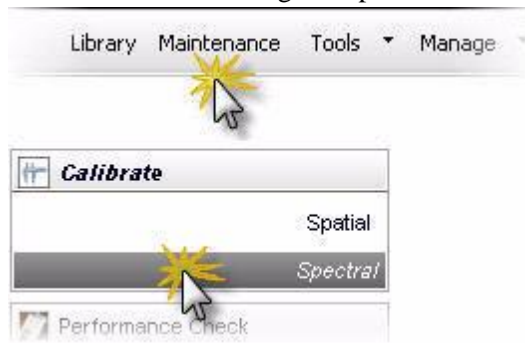 Library Maintenance Tools Manage
Calibrate
Spatial
Spectral
Performance Check